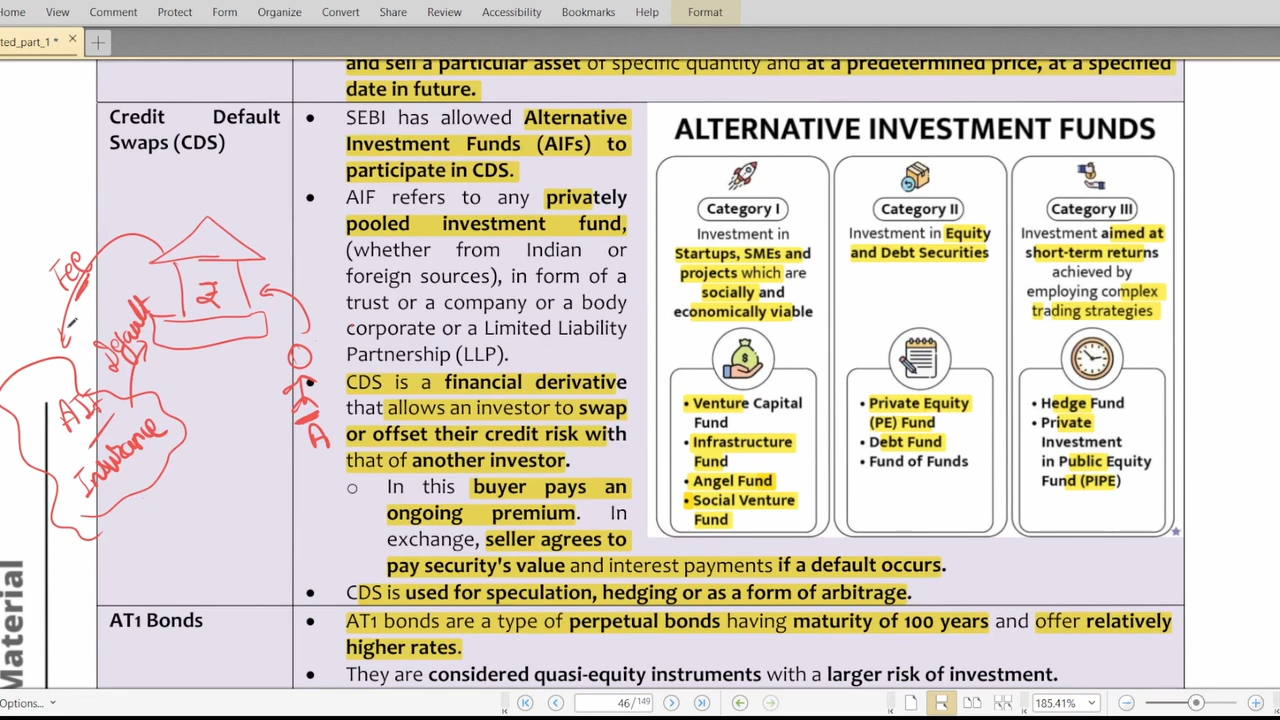 Home View Comment Protect Form Organize Convert Share Review Accessibility Bookmarks Help Format
ted_part_1 *
and sell a particular asset of specific quantity and at a predetermined price, at a specified
date in future.
Credit Default
Swaps (CDS)
• SEBI has allowed Alternative
Investment Funds (AIFs) to
participate in CDS.
• AIF refers to any privately
pooled investment fund,
(whether from Indian or
foreign sources), in form of a
trust or a company or a body
corporate or a Limited Liability
Partnership (LLP).
• CDS is a financial derivative
that allows an investor to swap
or offset their credit risk with
that of another investor.
○ In this buyer pays an
ongoing premium. In
exchange, seller agrees to
pay security's value and interest payments if a default occurs.
• CDS is used for speculation, hedging or as a form of arbitrage.
ALTERNATIVE INVESTMENT FUNDS
Category I
Investment in
Startups, SMEs and
projects which are
socially and
economically viable
• Venture Capital
Fund
• Infrastructure
Fund
• Angel Fund
• Social Venture
Fund
Category II
Investment in Equity
and Debt Securities
• Private Equity
(PE) Fund
• Debt Fund
• Fund of Funds
Category III
Investment aimed at
short-term returns
achieved by
employing complex
trading strategies
• Hedge Fund
• Private
Investment
in Public Equity
Fund (PIPE)
Fee
₹
Default
AIF
Insurance
A
AT1 Bonds
• AT1 bonds are a type of perpetual bonds having maturity of 100 years and offer relatively
higher rates.
• They are considered quasi-equity instruments with a larger risk of investment.
Material
Options...
46 / 149
185.41%